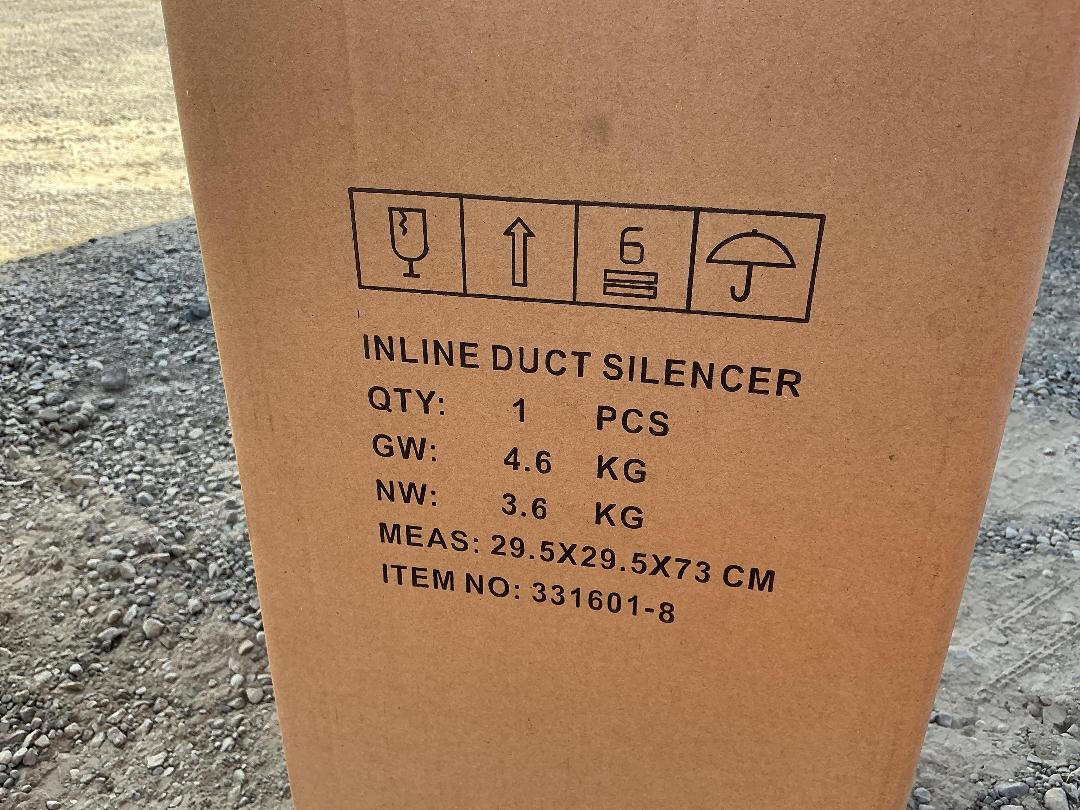 6
INLINE DUCT SILENCER
QTY: 1 PCS
GW: 4.6 KG
NW: 3.6 KG
MEAS: 29.5X29.5X73 CM
ITEM NO: 331601-8